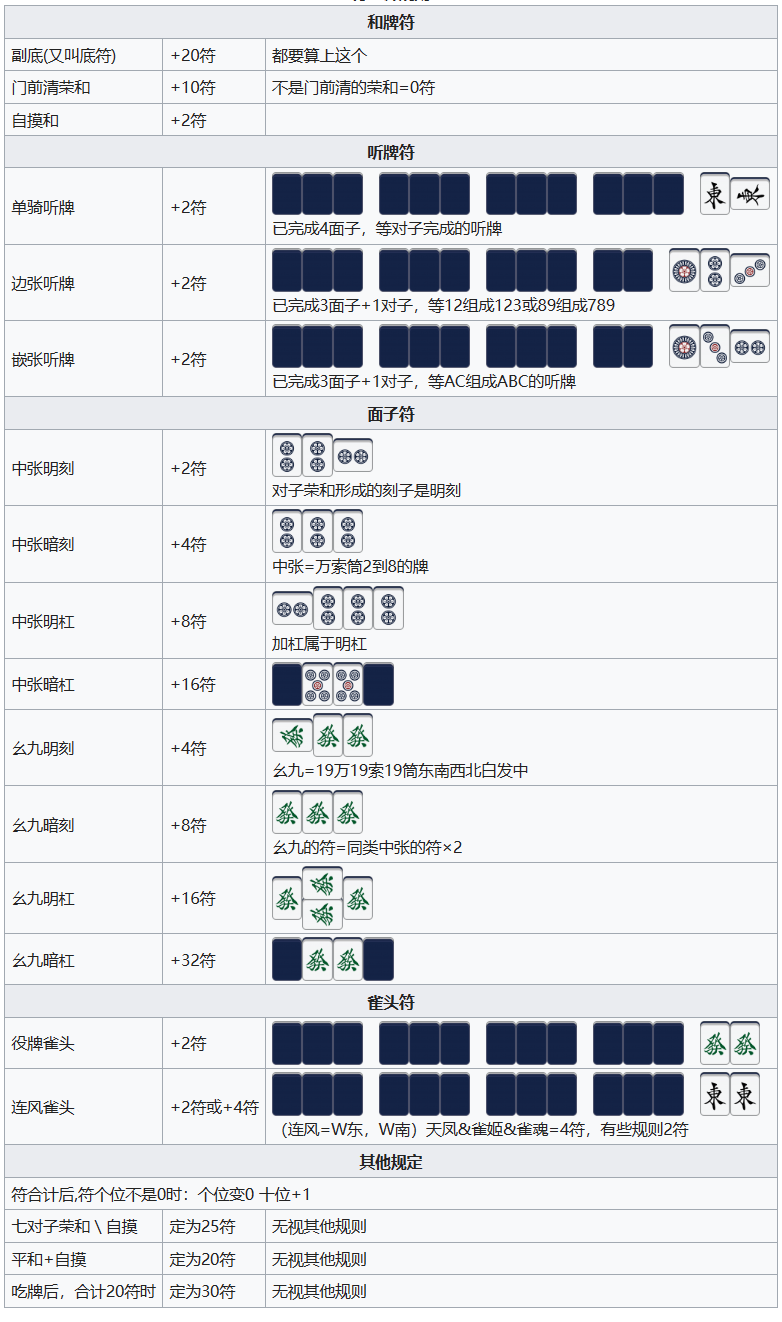 和牌符
副底(又叫底符) +20符 都要算上这个
门前清荣和 +10符 不是门前清的荣和=0符
自摸和 +2符
听牌符
東 東
单骑听牌 +2符
已完成4面子，等对子完成的听牌
边张听牌 +2符
已完成3面子+1对子，等12组成123或89组成789
嵌张听牌 +2符
已完成3面子+1对子，等AC组成ABC的听牌
面子符
中张明刻 +2符
对子荣和形成的刻子是明刻
中张暗刻 +4符
中张=万索筒2到8的牌
中张明杠 +8符
加杠属于明杠
中张暗杠 +16符
發 發 發
幺九明刻 +4符
幺九=19万19索19筒东南西北白发中
發 發 發
幺九暗刻 +8符
幺九的符=同类中张的符×2
幺九明杠 +16符 發 發 發 發
幺九暗杠 +32符 發 發
雀头符
役牌雀头 +2符 發 發
東 東
连风雀头 +2符或+4符
（连风=W东，W南）天凤&雀姬&雀魂=4符，有些规则2符
其他规定
符合计后,符个位不是0时：个位变0 十位+1
七对子荣和 \ 自摸 定为25符 无视其他规则
平和+自摸 定为20符 无视其他规则
吃牌后，合计20符时 定为30符 无视其他规则